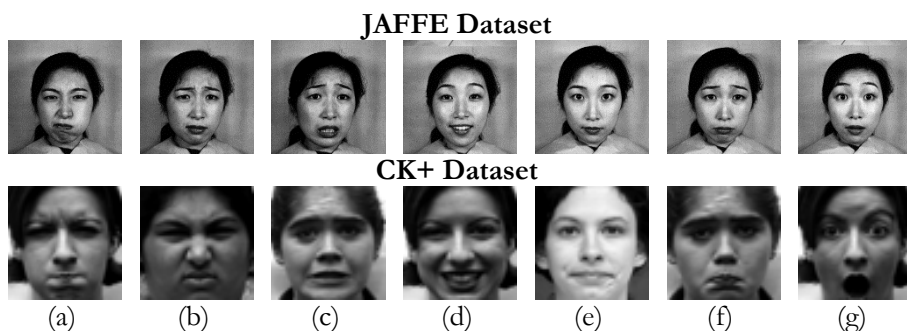 JAFFE Dataset
CK+ Dataset
(a) (b) (c) (d) (e) (f) (g)